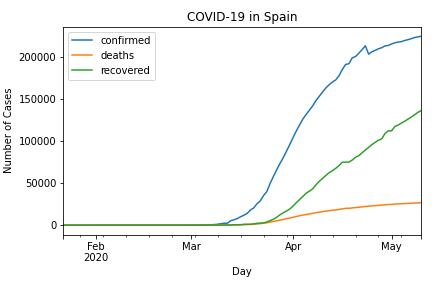 COVID-19 in Spain
confirmed
deaths
recovered
Number of Cases
200000
150000
100000
50000
0
Feb
2020
Mar
Apr
May
Day